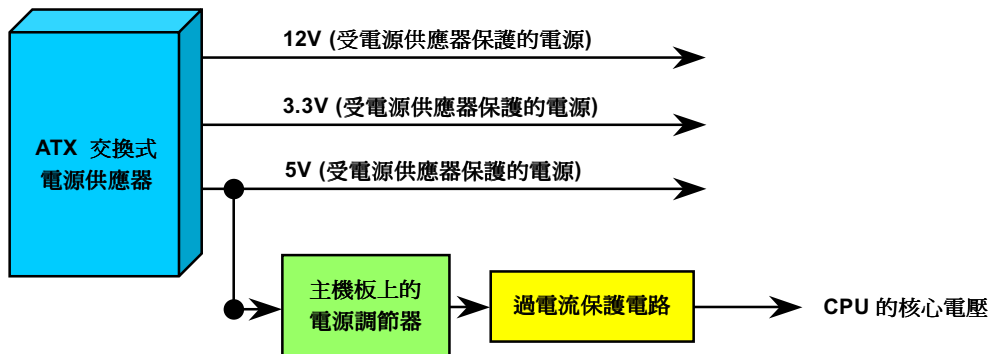 12V (受電源供應器保護的電源)
3.3V (受電源供應器保護的電源)
ATX 交換式
電源供應器
5V (受電源供應器保護的電源)
主機板上的
電源調節器
過電流保護電路
CPU 的核心電壓